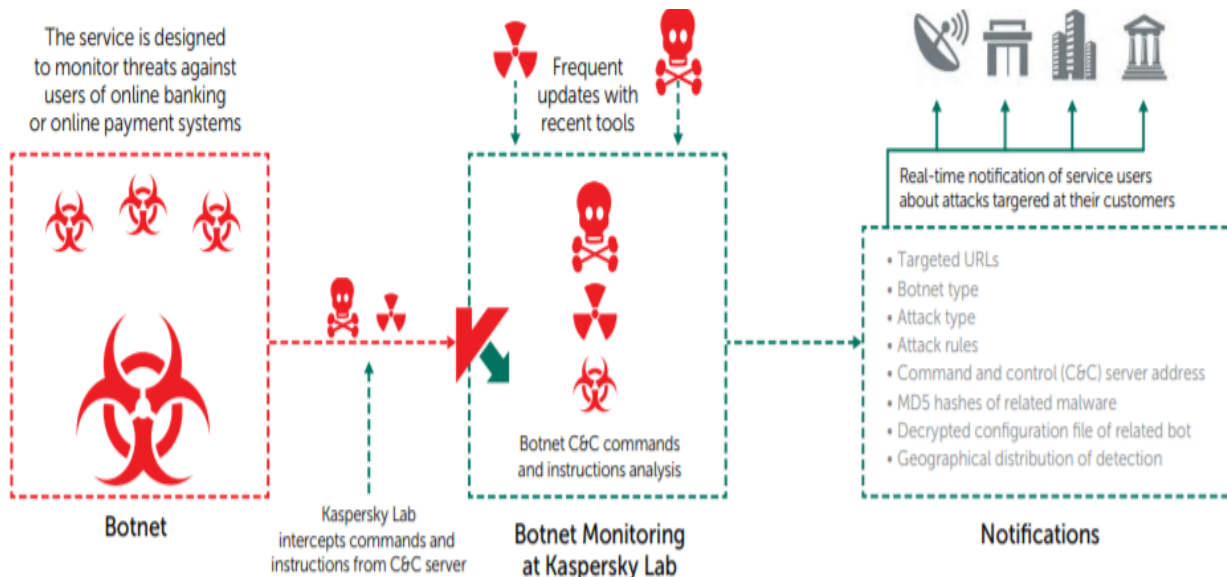 The service is designed
to monitor threats against
users of online banking
or online payment systems
Botnet
Kaspersky Lab
intercepts commands and
instructions from C&C server
Frequent
updates with
recent tools
Botnet C&C commands
and instructions analysis
Botnet Monitoring
at Kaspersky Lab
Real-time notification of service users
about attacks targered at their customers
• Targeted URLs
• Botnet type
• Attack type
• Attack rules
• Command and control (C&C) server address
• MD5 hashes of related malware
• Decrypted configuration file of related bot
• Geographical distribution of detection
Notifications